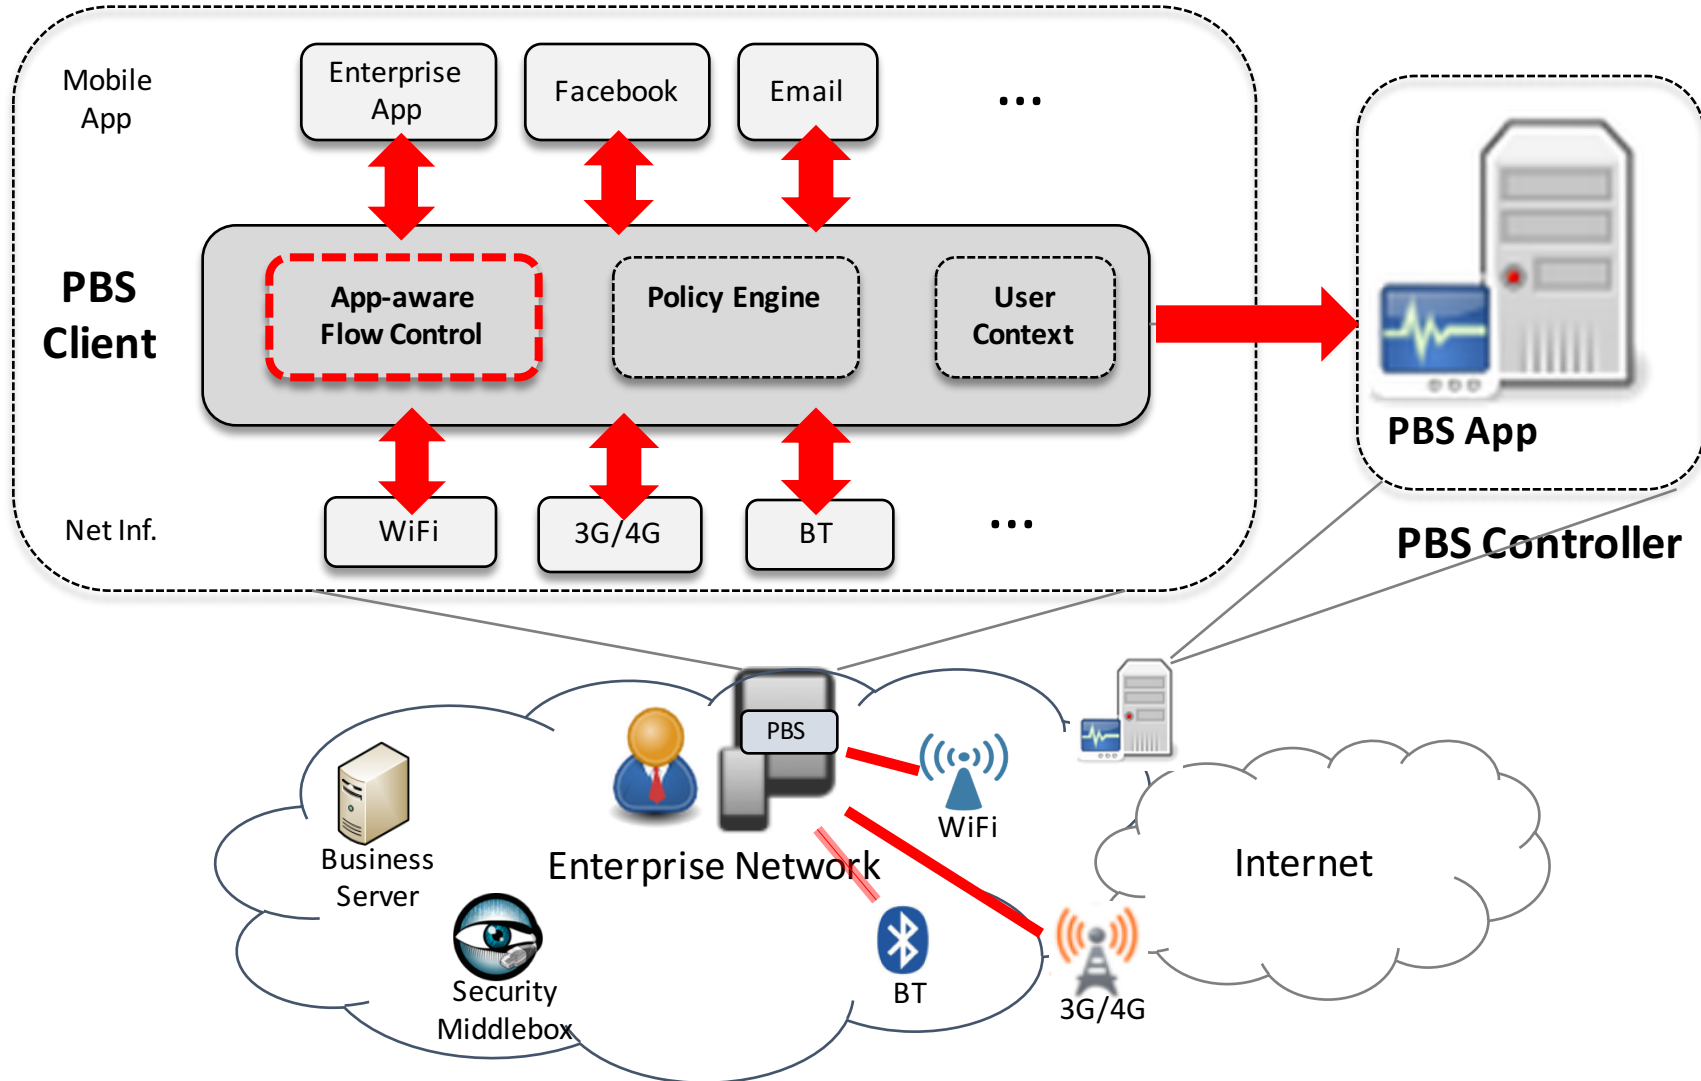 Mobile
App
Enterprise
App
Facebook
Email
...
PBS
Client
App-aware
Flow Control
Policy Engine
User
Context
PBS App
Net Inf.
WiFi
3G/4G
BT
...
PBS Controller
PBS
WiFi
Business
Server
Enterprise Network
Internet
Security
Middlebox
BT
3G/4G